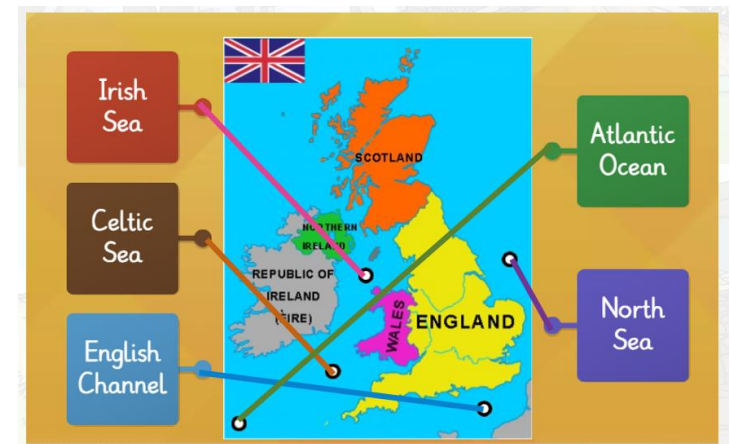 Irish
Sea
Celtic
Sea
English
Channel
SCOTLAND
NORTHERN
IRELAND
REPUBLIC OF
IRELAND
(EIRE)
WALES
ENGLAND
Atlantic
Ocean
North
Sea